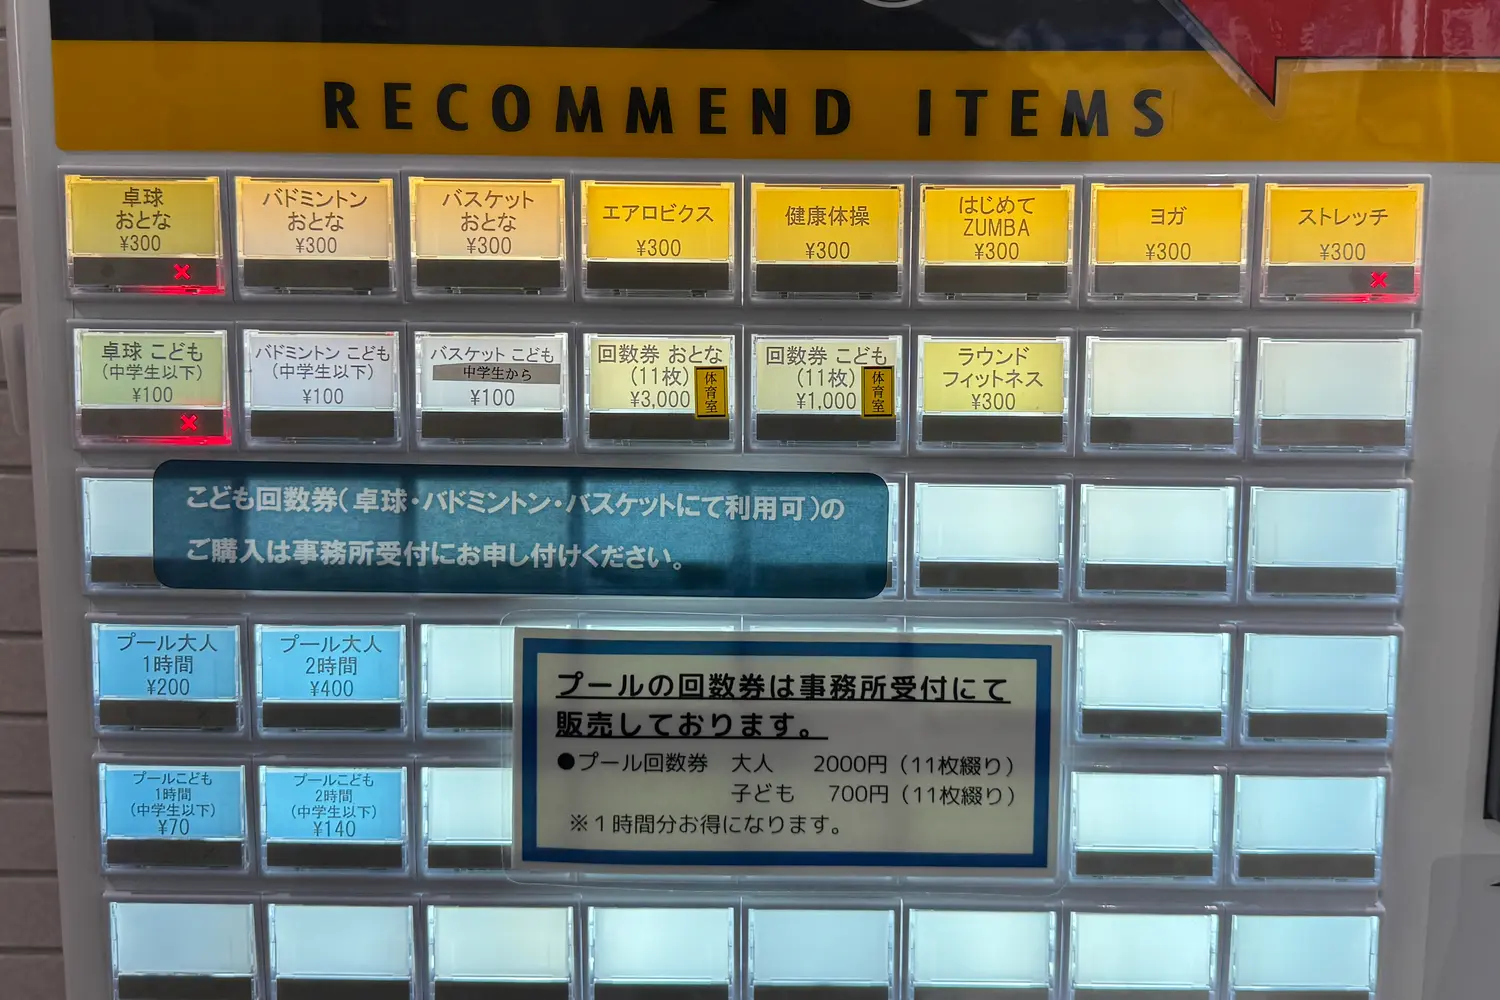 RECOMMEND ITEMS
卓球
おとな
¥300
×
バドミントン
おとな
¥300
バスケット
おとな
¥300
エアロビクス
¥300
健康体操
¥300
はじめて
ZUMBA
¥300
ヨガ
¥300
ストレッチ
¥300
×
卓球 こども
(中学生以下)
¥100
×
バドミントン こども
(中学生以下)
¥100
バスケット こども
中学生から
¥100
回数券 おとな
(11枚)
¥3,000
体育室
回数券 こども
(11枚)
¥1,000
体育室
ラウンド
フィットネス
¥300
こども回数券(卓球・バドミントン・バスケットにて利用可)の
ご購入は事務所受付にお申し付けください。
プール大人
1時間
¥200
プール大人
2時間
¥400
プールの回数券は事務所受付にて
販売しております。
●プール回数券 大人 2000円(11枚綴り)
子ども 700円(11枚綴り)
※1時間分お得になります。
プールこども
1時間
(中学生以下)
¥70
プールこども
2時間
(中学生以下)
¥140